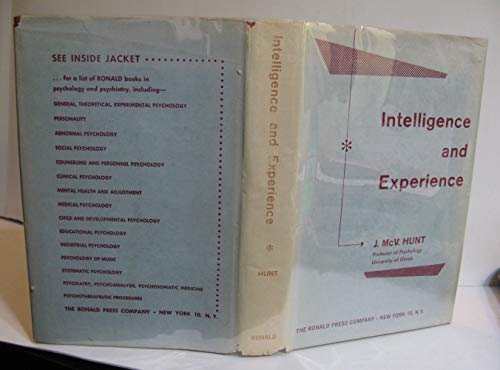 SEE INSIDE JACKET
. . . for a list of RONALD books in
psychology and psychiatry, including—
GENERAL, THEORETICAL, EXPERIMENTAL PSYCHOLOGY
PERSONALITY
ABNORMAL PSYCHOLOGY
SOCIAL PSYCHOLOGY
COUNSELING AND PERSONNEL PSYCHOLOGY
CLINICAL PSYCHOLOGY
MENTAL HEALTH AND ADJUSTMENT
MEDICAL PSYCHOLOGY
CHILD AND DEVELOPMENTAL PSYCHOLOGY
EDUCATIONAL PSYCHOLOGY
INDUSTRIAL PSYCHOLOGY
PSYCHOLOGY OF MUSIC
SYSTEMATIC PSYCHOLOGY
PSYCHIATRY, PSYCHOANALYSIS, PSYCHOSOMATIC MEDICINE
PSYCHOTHERAPEUTIC PROCEDURES
THE RONALD PRESS COMPANY • NEW YORK 10, N. Y.
Intelligence and Experience * HUNT
RONALD
*
Intelligence
and
Experience
J. McV. HUNT
Professor of Psychology
University of Illinois
THE RONALD PRESS COMPANY • NEW YORK 10, N. Y.